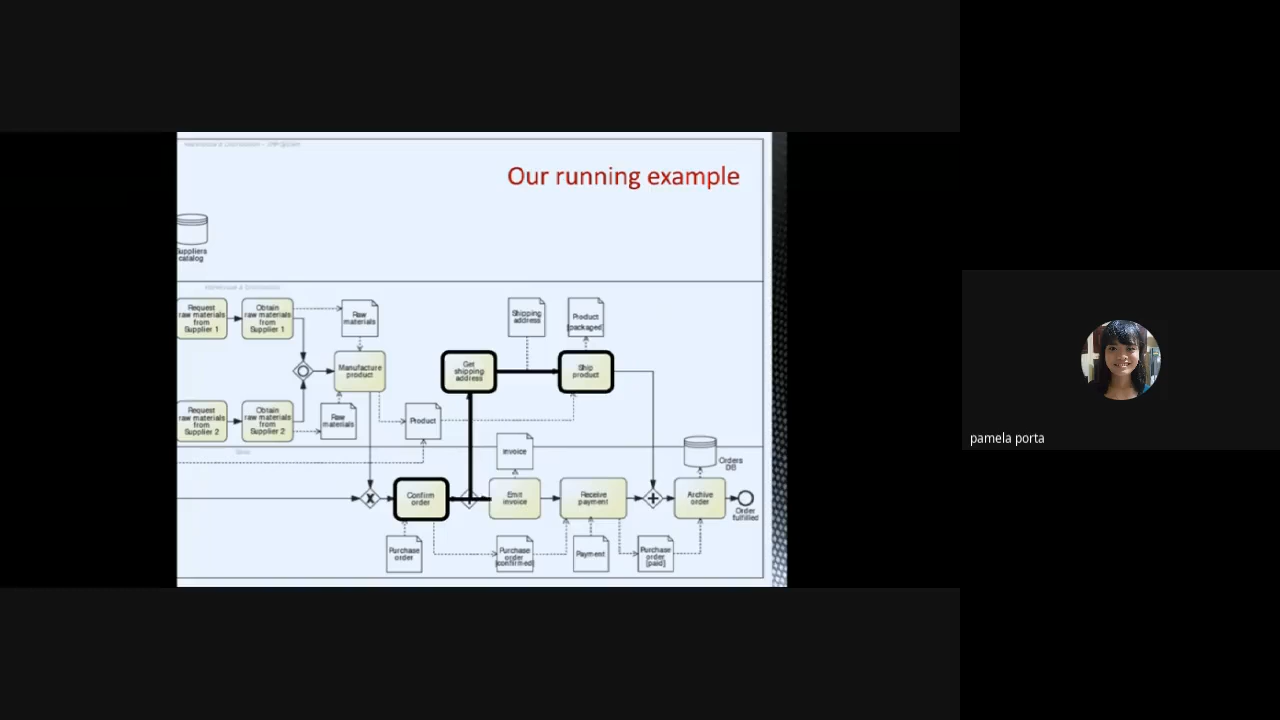 Our running example
Suppliers
catalog
Request
raw materials
from
Supplier 1
Obtain
raw materials
from
Supplier 1
Raw
materials
Shipping
address
Product
[packaged]
Manufacture
product
Get
shipping
address
Ship
product
Request
raw materials
from
Supplier 2
Obtain
raw materials
from
Supplier 2
Raw
materials
Product
Invoice
Orders
DB
Confirm
order
Emit
invoice
Receive
payment
Archive
order
Order
fulfilled
Purchase
order
Purchase
order
[confirmed]
Payment
Purchase
order
[paid]
pamela porta